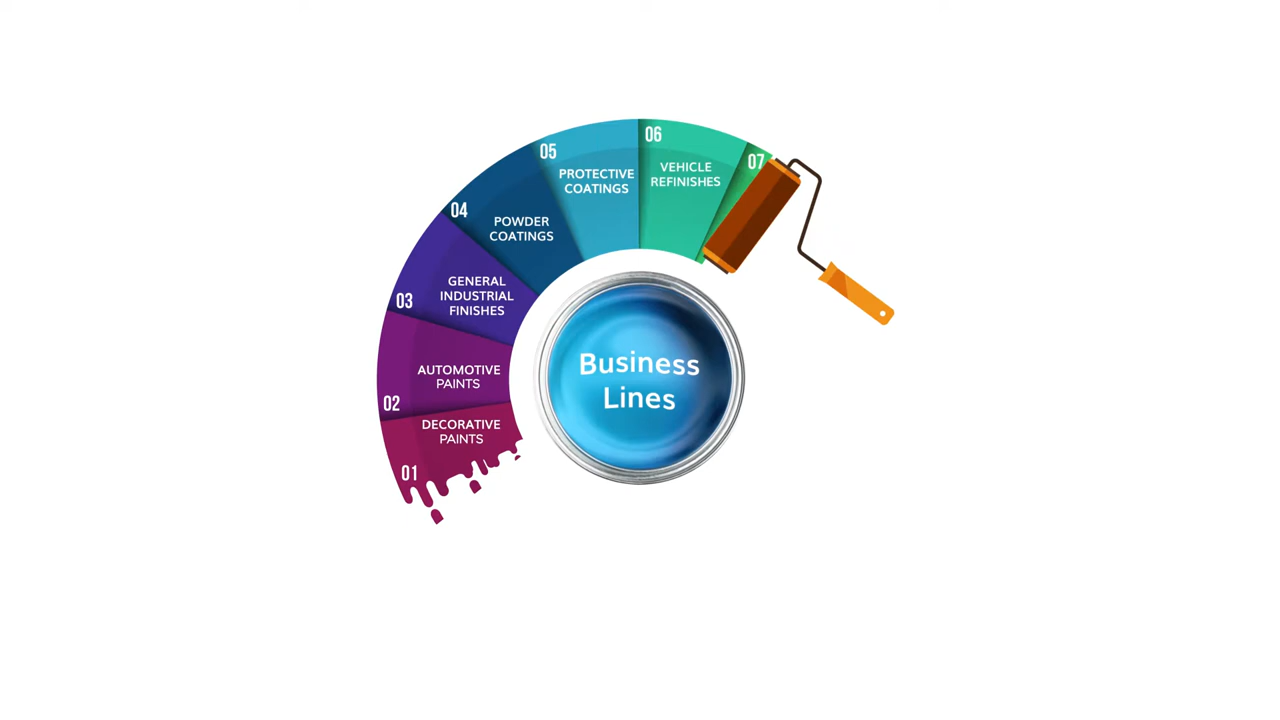 Business
Lines
01
DECORATIVE
PAINTS
02
AUTOMOTIVE
PAINTS
03
GENERAL
INDUSTRIAL
FINISHES
04
POWDER
COATINGS
05
PROTECTIVE
COATINGS
06
VEHICLE
REFINISHES
07